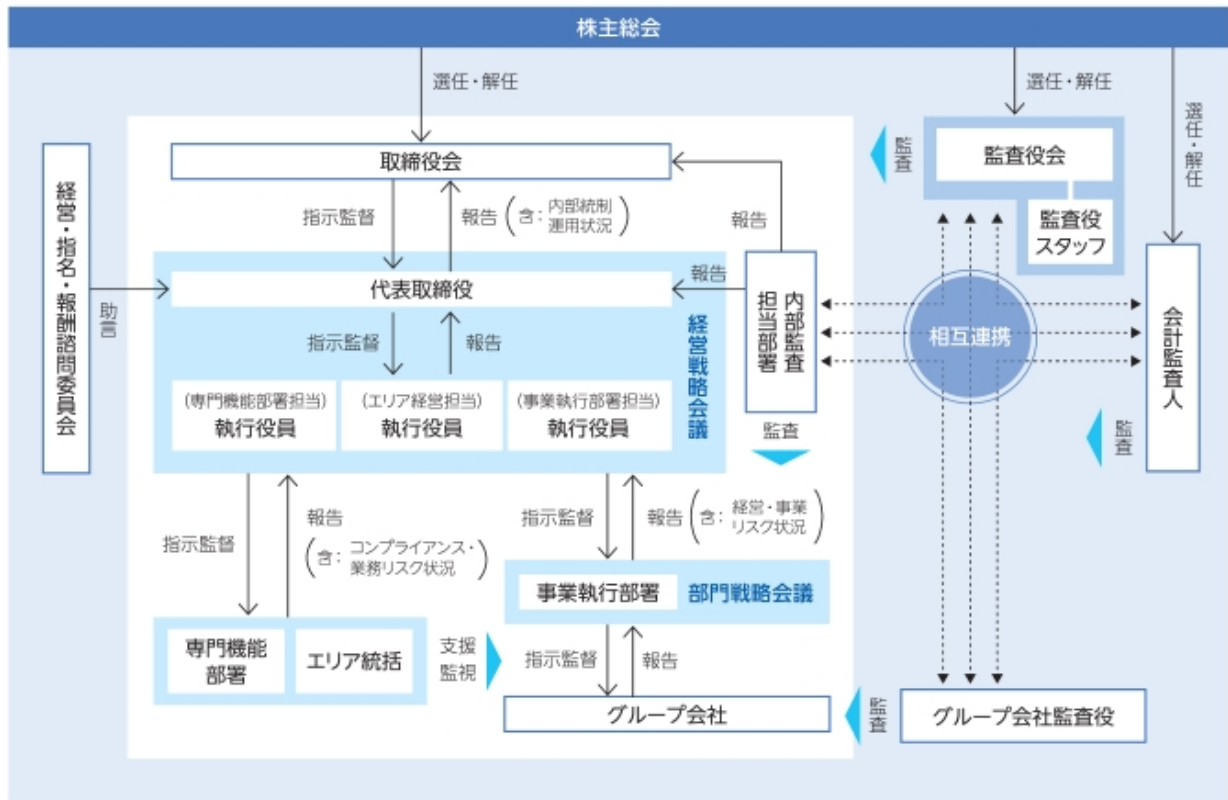 株主総会
選任・解任
選任・解任
選任・解任
経営・指名・報酬諮問委員会
助言
取締役会
監査
監査役会
監査役
スタッフ
指示監督
報告
(含: 内部統制
運用状況)
報告
報告
代表取締役
内部監査
担当部署
指示監督
報告
経営戦略会議
相互連携
会計監査人
(専門機能部署担当)
執行役員
(エリア経営担当)
執行役員
(事業執行部署担当)
執行役員
監査
監査
指示監督
報告
(含: コンプライアンス・
業務リスク状況)
指示監督
報告
(含: 経営・事業
リスク状況)
事業執行部署
部門戦略会議
専門機能
部署
エリア統括
支援
監視
指示監督
報告
グループ会社
監査
グループ会社監査役